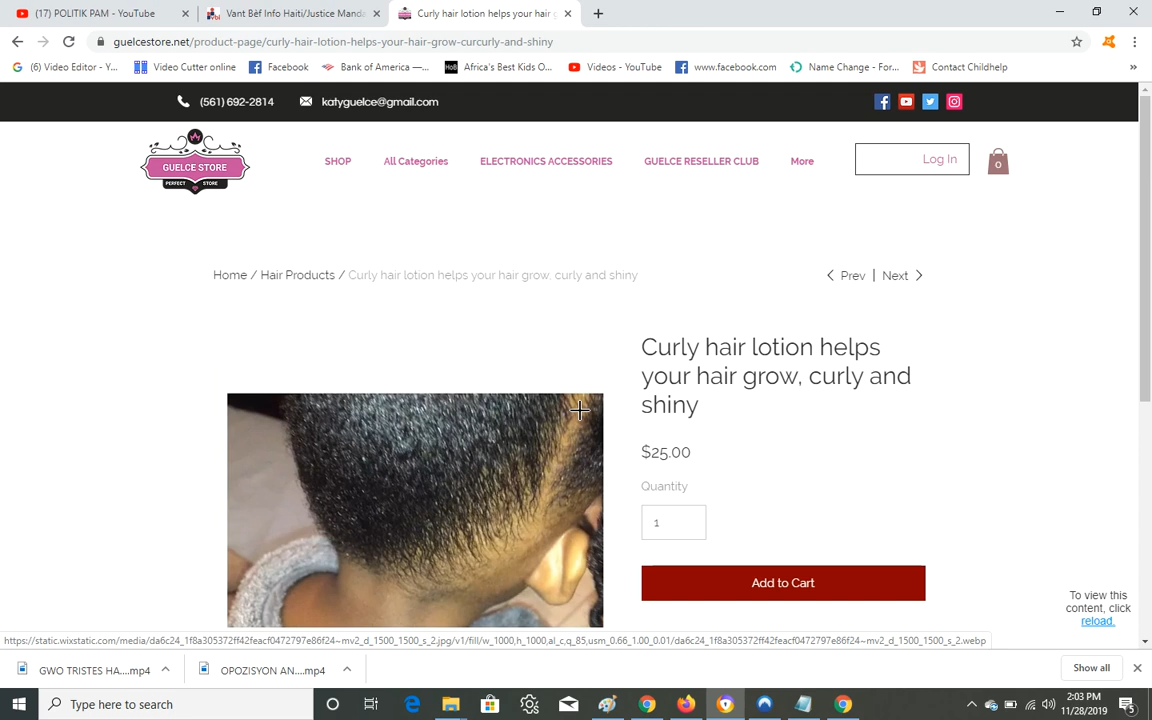 (17) POLITIK PAM - YouTube
Vant Bèf Info Haiti/Justice Manda
Curly hair lotion helps your hair g
guelcestore.net/product-page/curly-hair-lotion-helps-your-hair-grow-curcurly-and-shiny
(6) Video Editor - Y...
Video Cutter online
Facebook
Bank of America —...
HoB
Africa's Best Kids O...
Videos - YouTube
www.facebook.com
Name Change - For...
Contact Childhelp
(561) 692-2814
katyguelce@gmail.com
GUELCE STORE
PERFECT STORE
SHOP
All Categories
ELECTRONICS ACCESSORIES
GUELCE RESELLER CLUB
More
Log In
0
Home / Hair Products / Curly hair lotion helps your hair grow, curly and shiny
Prev | Next
Curly hair lotion helps
your hair grow, curly and
shiny
$25.00
Quantity
1
Add to Cart
To view this
content, click
reload.
https://static.wixstatic.com/media/da6c24_1f8a305372ff42feacf0472797e86f24~mv2_d_1500_1500_s_2.jpg/v1/fill/w_1000,h_1000,al_c,q_85,usm_0.66_1.00_0.01/da6c24_1f8a305372ff42feacf0472797e86f24~mv2_d_1500_1500_s_2.webp
GWO TRISTES HA....mp4
OPOZISYON AN....mp4
Show all
Type here to search
2:03 PM
11/28/2019
5